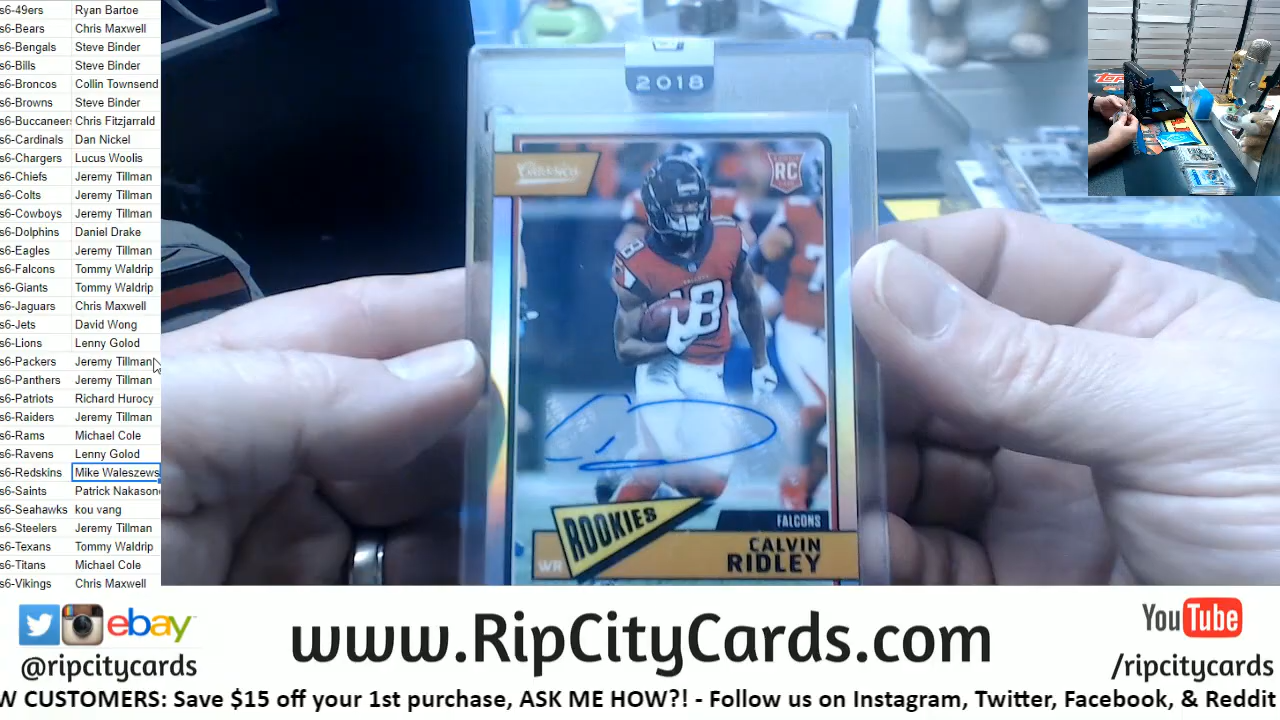 s6-49ers Ryan Bartoe
s6-Bears Chris Maxwell
s6-Bengals Steve Binder
s6-Bills Steve Binder
s6-Broncos Collin Townsend
s6-Browns Steve Binder
s6-Buccaneers Chris Fitzjarrald
s6-Cardinals Dan Nickel
s6-Chargers Lucus Woolis
s6-Chiefs Jeremy Tillman
s6-Colts Jeremy Tillman
s6-Cowboys Jeremy Tillman
s6-Dolphins Daniel Drake
s6-Eagles Jeremy Tillman
s6-Falcons Tommy Waldrip
s6-Giants Tommy Waldrip
s6-Jaguars Chris Maxwell
s6-Jets David Wong
s6-Lions Lenny Golod
s6-Packers Jeremy Tillman
s6-Panthers Jeremy Tillman
s6-Patriots Richard Hurocy
s6-Raiders Jeremy Tillman
s6-Rams Michael Cole
s6-Ravens Lenny Golod
s6-Redskins Mike Waleszews
s6-Saints Patrick Nakason
s6-Seahawks kou vang
s6-Steelers Jeremy Tillman
s6-Texans Tommy Waldrip
s6-Titans Michael Cole
s6-Vikings Chris Maxwell
2018
Classics
RC
18
18
ROOKIES
FALCONS
WR
CALVIN
RIDLEY
ebay
@ripcitycards
www.RipCityCards.com
YouTube
/ripcitycards
W CUSTOMERS: Save $15 off your 1st purchase, ASK ME HOW?! - Follow us on Instagram, Twitter, Facebook, & Reddit